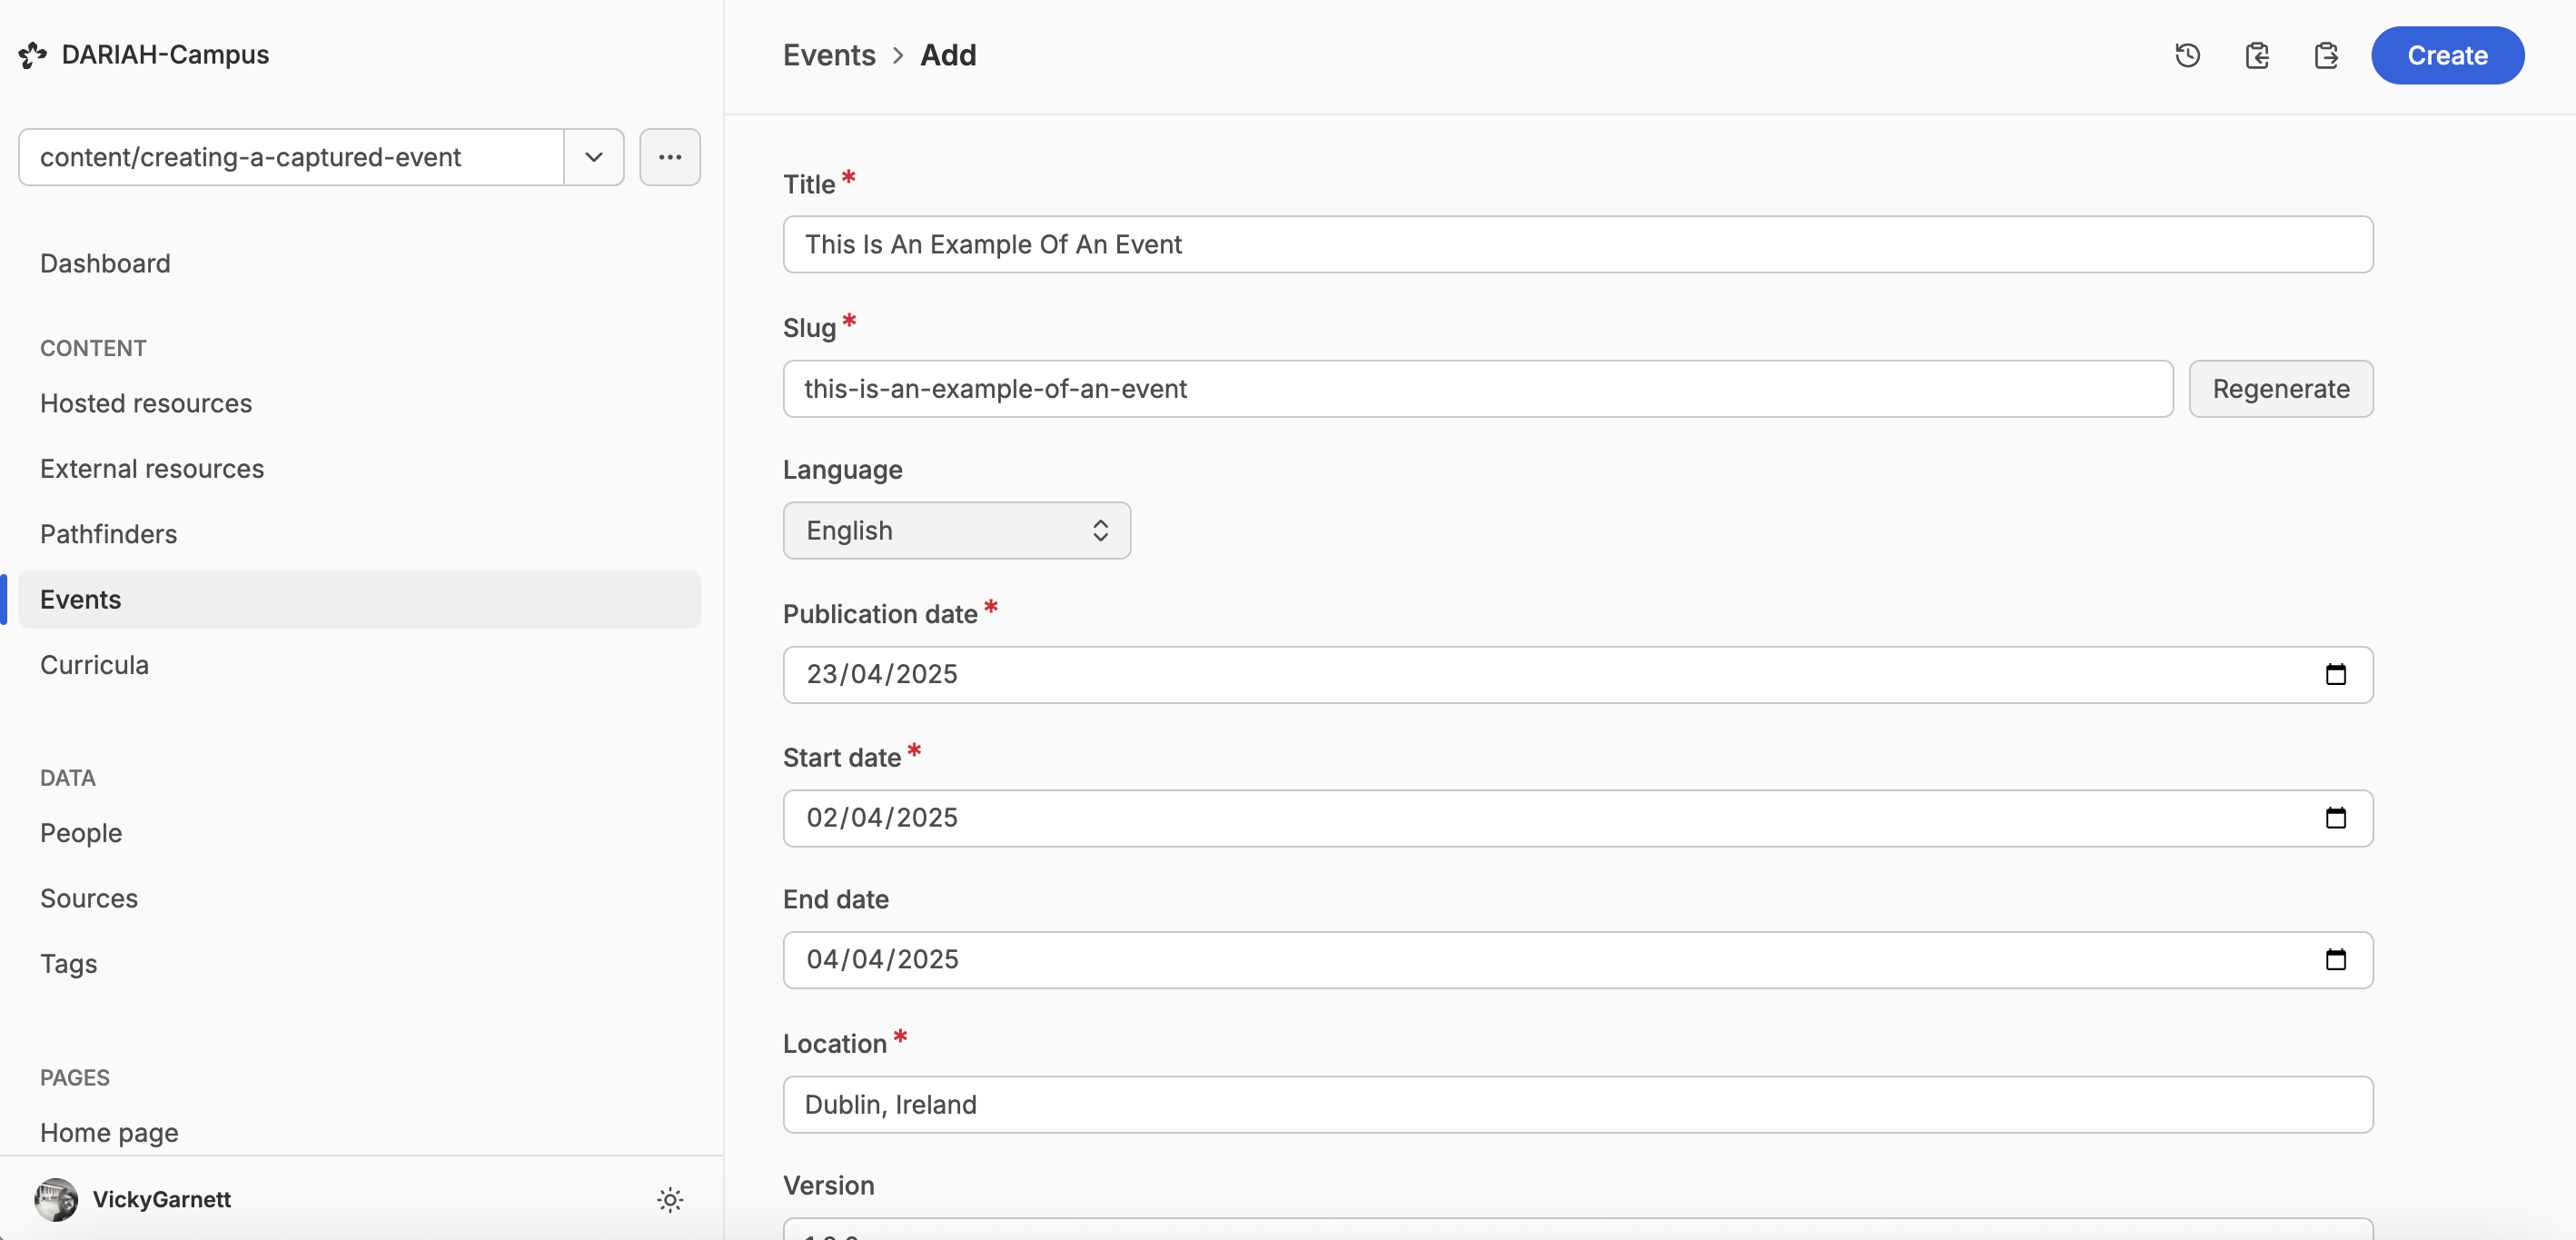 DARIAH-Campus
content/creating-a-captured-event
Dashboard
CONTENT
Hosted resources
External resources
Pathfinders
Events
Curricula
DATA
People
Sources
Tags
PAGES
Home page
VickyGarnett
Events > Add
Create
Title *
This Is An Example Of An Event
Slug *
this-is-an-example-of-an-event
Regenerate
Language
English
Publication date *
23/04/2025
Start date *
02/04/2025
End date
04/04/2025
Location *
Dublin, Ireland
Version